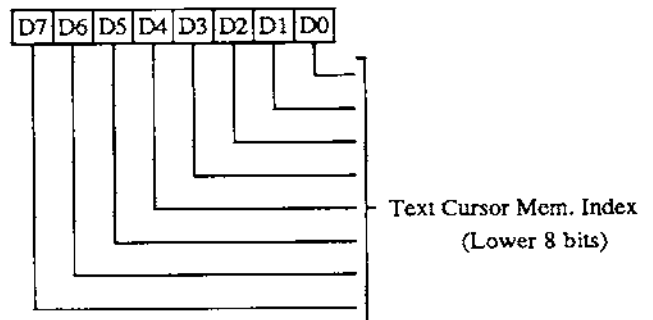 D7 D6 D5 D4 D3 D2 D1 D0
Text Cursor Mem. Index
(Lower 8 bits)